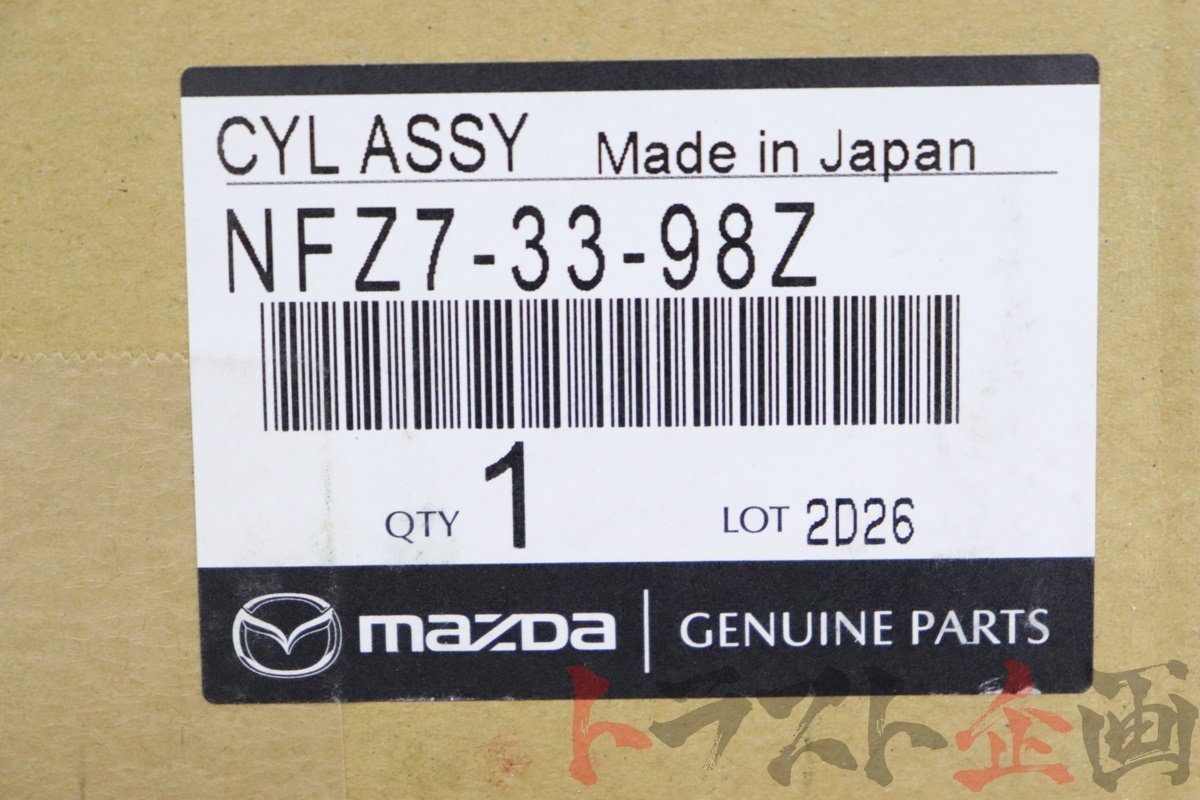 CYL ASSY Made in Japan
NFZ7-33-98Z
QTY 1 LOT 2D26
mazda GENUINE PARTS
トラスト企画